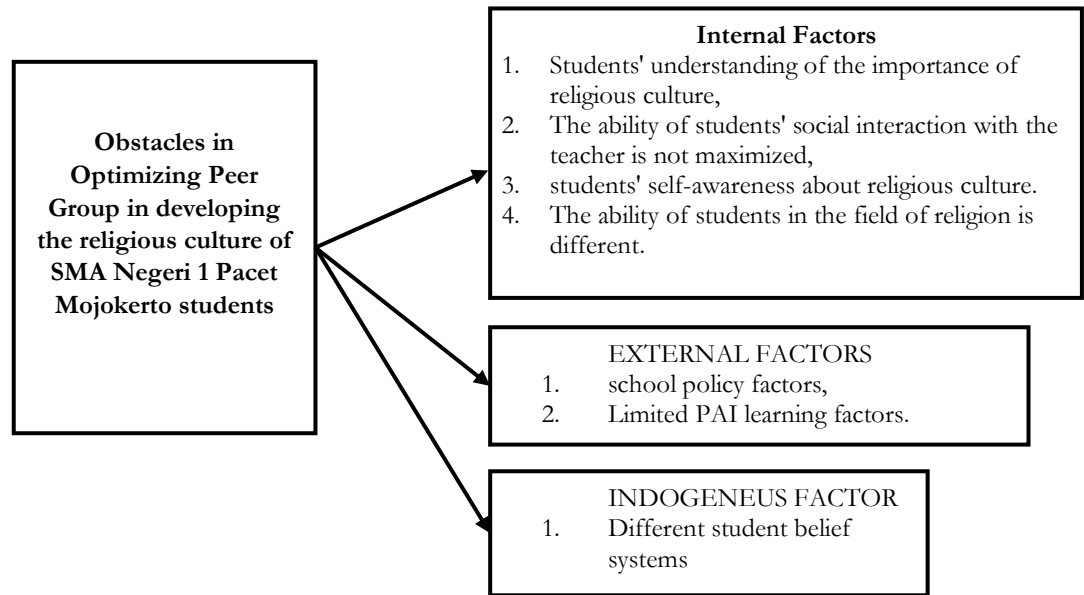 Obstacles in
Optimizing Peer
Group in developing
the religious culture of
SMA Negeri 1 Pacet
Mojokerto students
Internal Factors
1. Students' understanding of the importance of
religious culture,
2. The ability of students' social interaction with the
teacher is not maximized,
3. students' self-awareness about religious culture.
4. The ability of students in the field of religion is
different.
EXTERNAL FACTORS
1. school policy factors,
2. Limited PAI learning factors.
INDOGENEUS FACTOR
1. Different student belief
systems